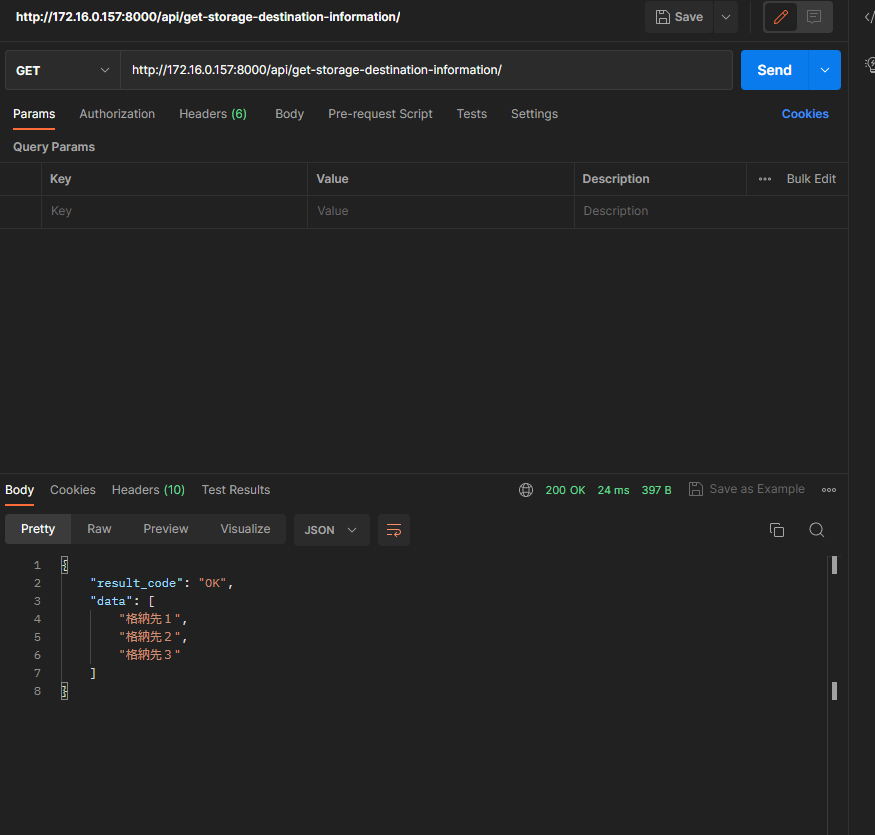 http://172.16.0.157:8000/api/get-storage-destination-information/
Save
GET
http://172.16.0.157:8000/api/get-storage-destination-information/
Send
Params Authorization Headers (6) Body Pre-request Script Tests Settings Cookies
Query Params
Key Value Description Bulk Edit
Key Value Description
Body Cookies Headers (10) Test Results 200 OK 24 ms 397 B Save as Example
Pretty Raw Preview Visualize JSON
1 {
2 "result_code": "OK",
3 "data": [
4 "格納先１",
5 "格納先２",
6 "格納先３"
7 ]
8 }